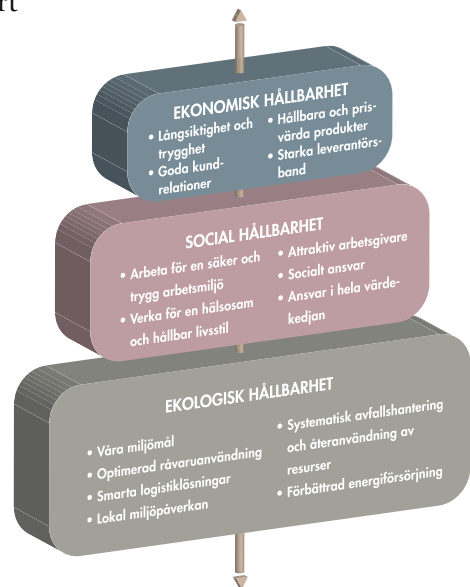 rt
EKONOMISK HÅLLBARHET
• Långsiktighet och
trygghet
• Goda kund-
relationer
• Hållbara och pris-
värda produkter
• Starka leverantörs-
band
SOCIAL HÅLLBARHET
• Arbeta för en säker och
trygg arbetsmiljö
• Verka för en hälsosam
och hållbar livsstil
• Attraktiv arbetsgivare
• Socialt ansvar
• Ansvar i hela värde-
kedjan
EKOLOGISK HÅLLBARHET
• Våra miljömål
• Optimerad råvaruanvändning
• Smarta logistiklösningar
• Lokal miljöpåverkan
• Systematisk avfallshantering
och återanvändning av
resurser
• Förbättrad energiförsörjning